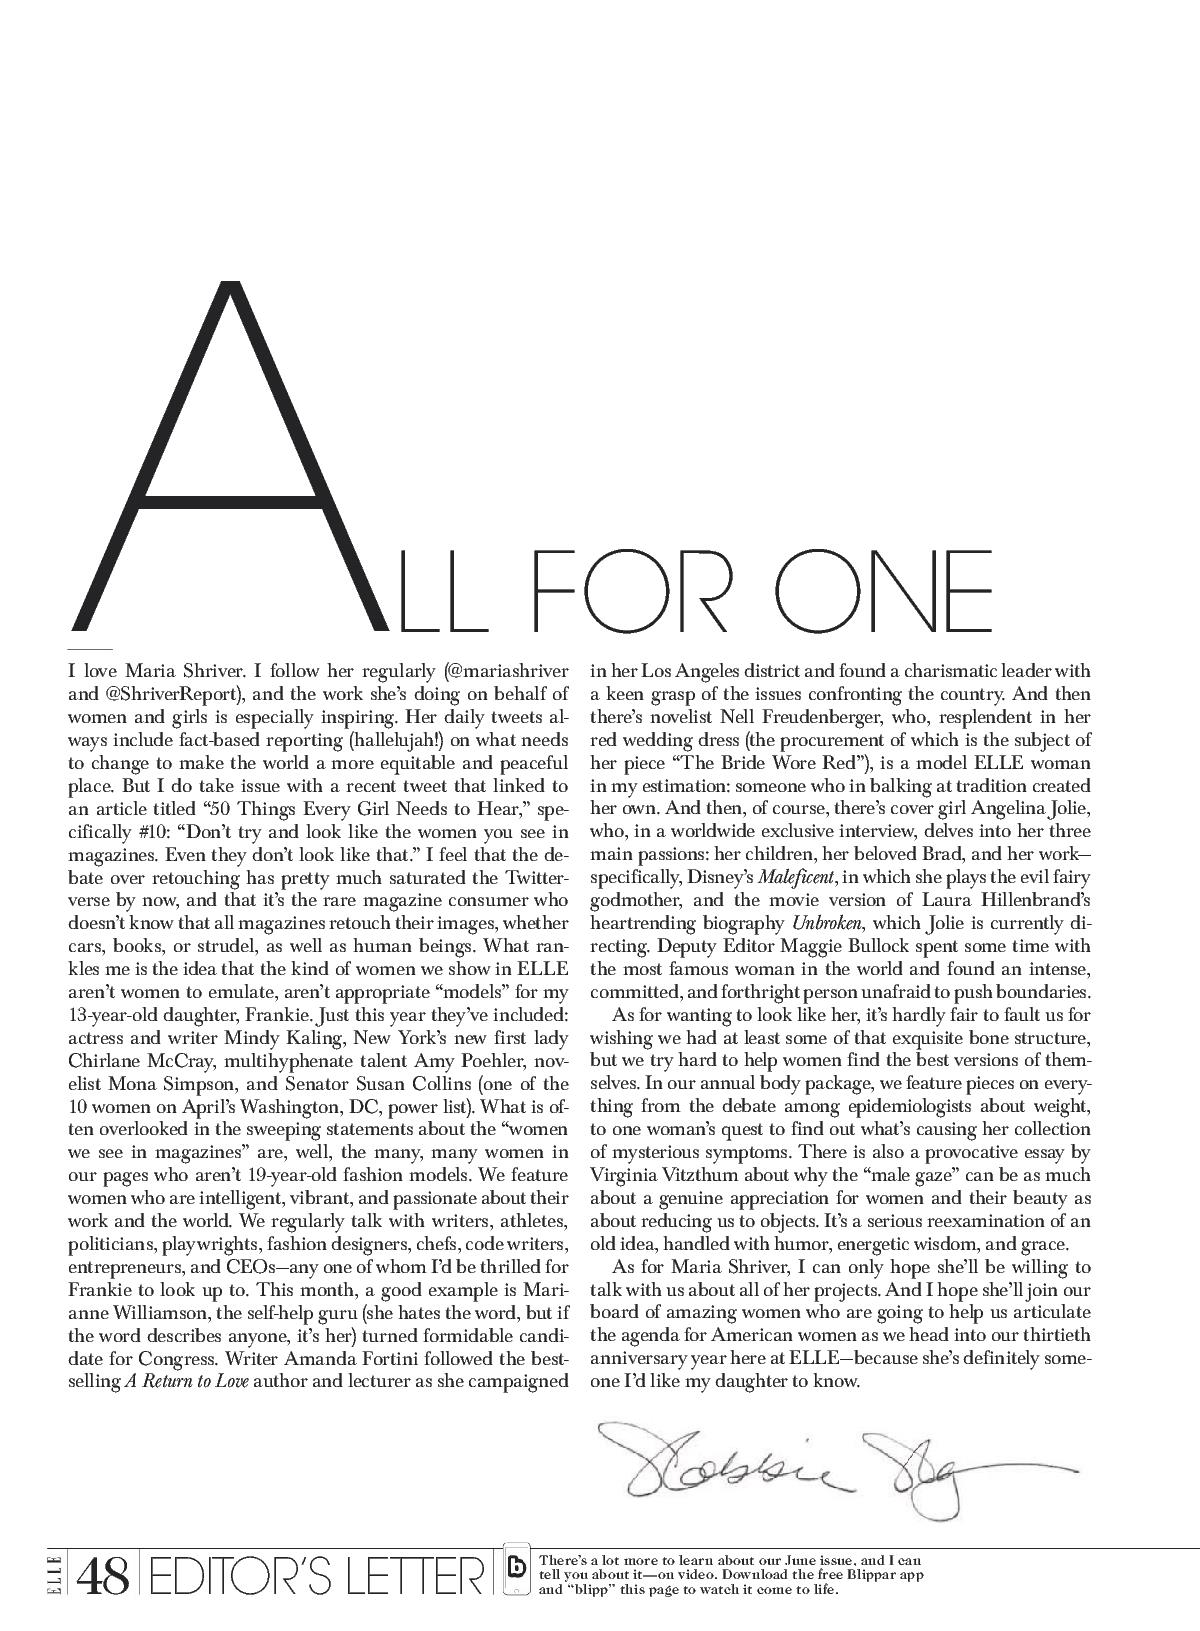 ALL FOR ONE
I love Maria Shriver. I follow her regularly (@mariashriver
and @ShriverReport), and the work she's doing on behalf of
women and girls is especially inspiring. Her daily tweets al-
ways include fact-based reporting (hallelujah!) on what needs
to change to make the world a more equitable and peaceful
place. But I do take issue with a recent tweet that linked to
an article titled “50 Things Every Girl Needs to Hear,” spe-
cifically #10: “Don't try and look like the women you see in
magazines. Even they don't look like that.” I feel that the de-
bate over retouching has pretty much saturated the Twitter-
verse by now, and that it's the rare magazine consumer who
doesn't know that all magazines retouch their images, whether
cars, books, or strudel, as well as human beings. What ran-
kles me is the idea that the kind of women we show in ELLE
aren't women to emulate, aren't appropriate “models” for my
13-year-old daughter, Frankie. Just this year they've included:
actress and writer Mindy Kaling, New York's new first lady
Chirlane McCray, multihyphenate talent Amy Poehler, nov-
elist Mona Simpson, and Senator Susan Collins (one of the
10 women on April's Washington, DC, power list). What is of-
ten overlooked in the sweeping statements about the “women
we see in magazines” are, well, the many, many women in
our pages who aren't 19-year-old fashion models. We feature
women who are intelligent, vibrant, and passionate about their
work and the world. We regularly talk with writers, athletes,
politicians, playwrights, fashion designers, chefs, code writers,
entrepreneurs, and CEOs—any one of whom I'd be thrilled for
Frankie to look up to. This month, a good example is Mari-
anne Williamson, the self-help guru (she hates the word, but if
the word describes anyone, it's her) turned formidable candi-
date for Congress. Writer Amanda Fortini followed the best-
selling A Return to Love author and lecturer as she campaigned
in her Los Angeles district and found a charismatic leader with
a keen grasp of the issues confronting the country. And then
there's novelist Nell Freudenberger, who, resplendent in her
red wedding dress (the procurement of which is the subject of
her piece “The Bride Wore Red”), is a model ELLE woman
in my estimation: someone who in balking at tradition created
her own. And then, of course, there's cover girl Angelina Jolie,
who, in a worldwide exclusive interview, delves into her three
main passions: her children, her beloved Brad, and her work—
specifically, Disney's Maleficent, in which she plays the evil fairy
godmother, and the movie version of Laura Hillenbrand's
heartrending biography Unbroken, which Jolie is currently di-
recting. Deputy Editor Maggie Bullock spent some time with
the most famous woman in the world and found an intense,
committed, and forthright person unafraid to push boundaries.
As for wanting to look like her, it's hardly fair to fault us for
wishing we had at least some of that exquisite bone structure,
but we try hard to help women find the best versions of them-
selves. In our annual body package, we feature pieces on every-
thing from the debate among epidemiologists about weight,
to one woman's quest to find out what's causing her collection
of mysterious symptoms. There is also a provocative essay by
Virginia Vitzthum about why the “male gaze” can be as much
about a genuine appreciation for women and their beauty as
about reducing us to objects. It's a serious reexamination of an
old idea, handled with humor, energetic wisdom, and grace.
As for Maria Shriver, I can only hope she'll be willing to
talk with us about all of her projects. And I hope she'll join our
board of amazing women who are going to help us articulate
the agenda for American women as we head into our thirtieth
anniversary year here at ELLE—because she's definitely some-
one I'd like my daughter to know.
ELLE 48 EDITOR'S LETTER
There's a lot more to learn about our June issue, and I can
tell you about it—on video. Download the free Blippar app
and “blipp” this page to watch it come to life.